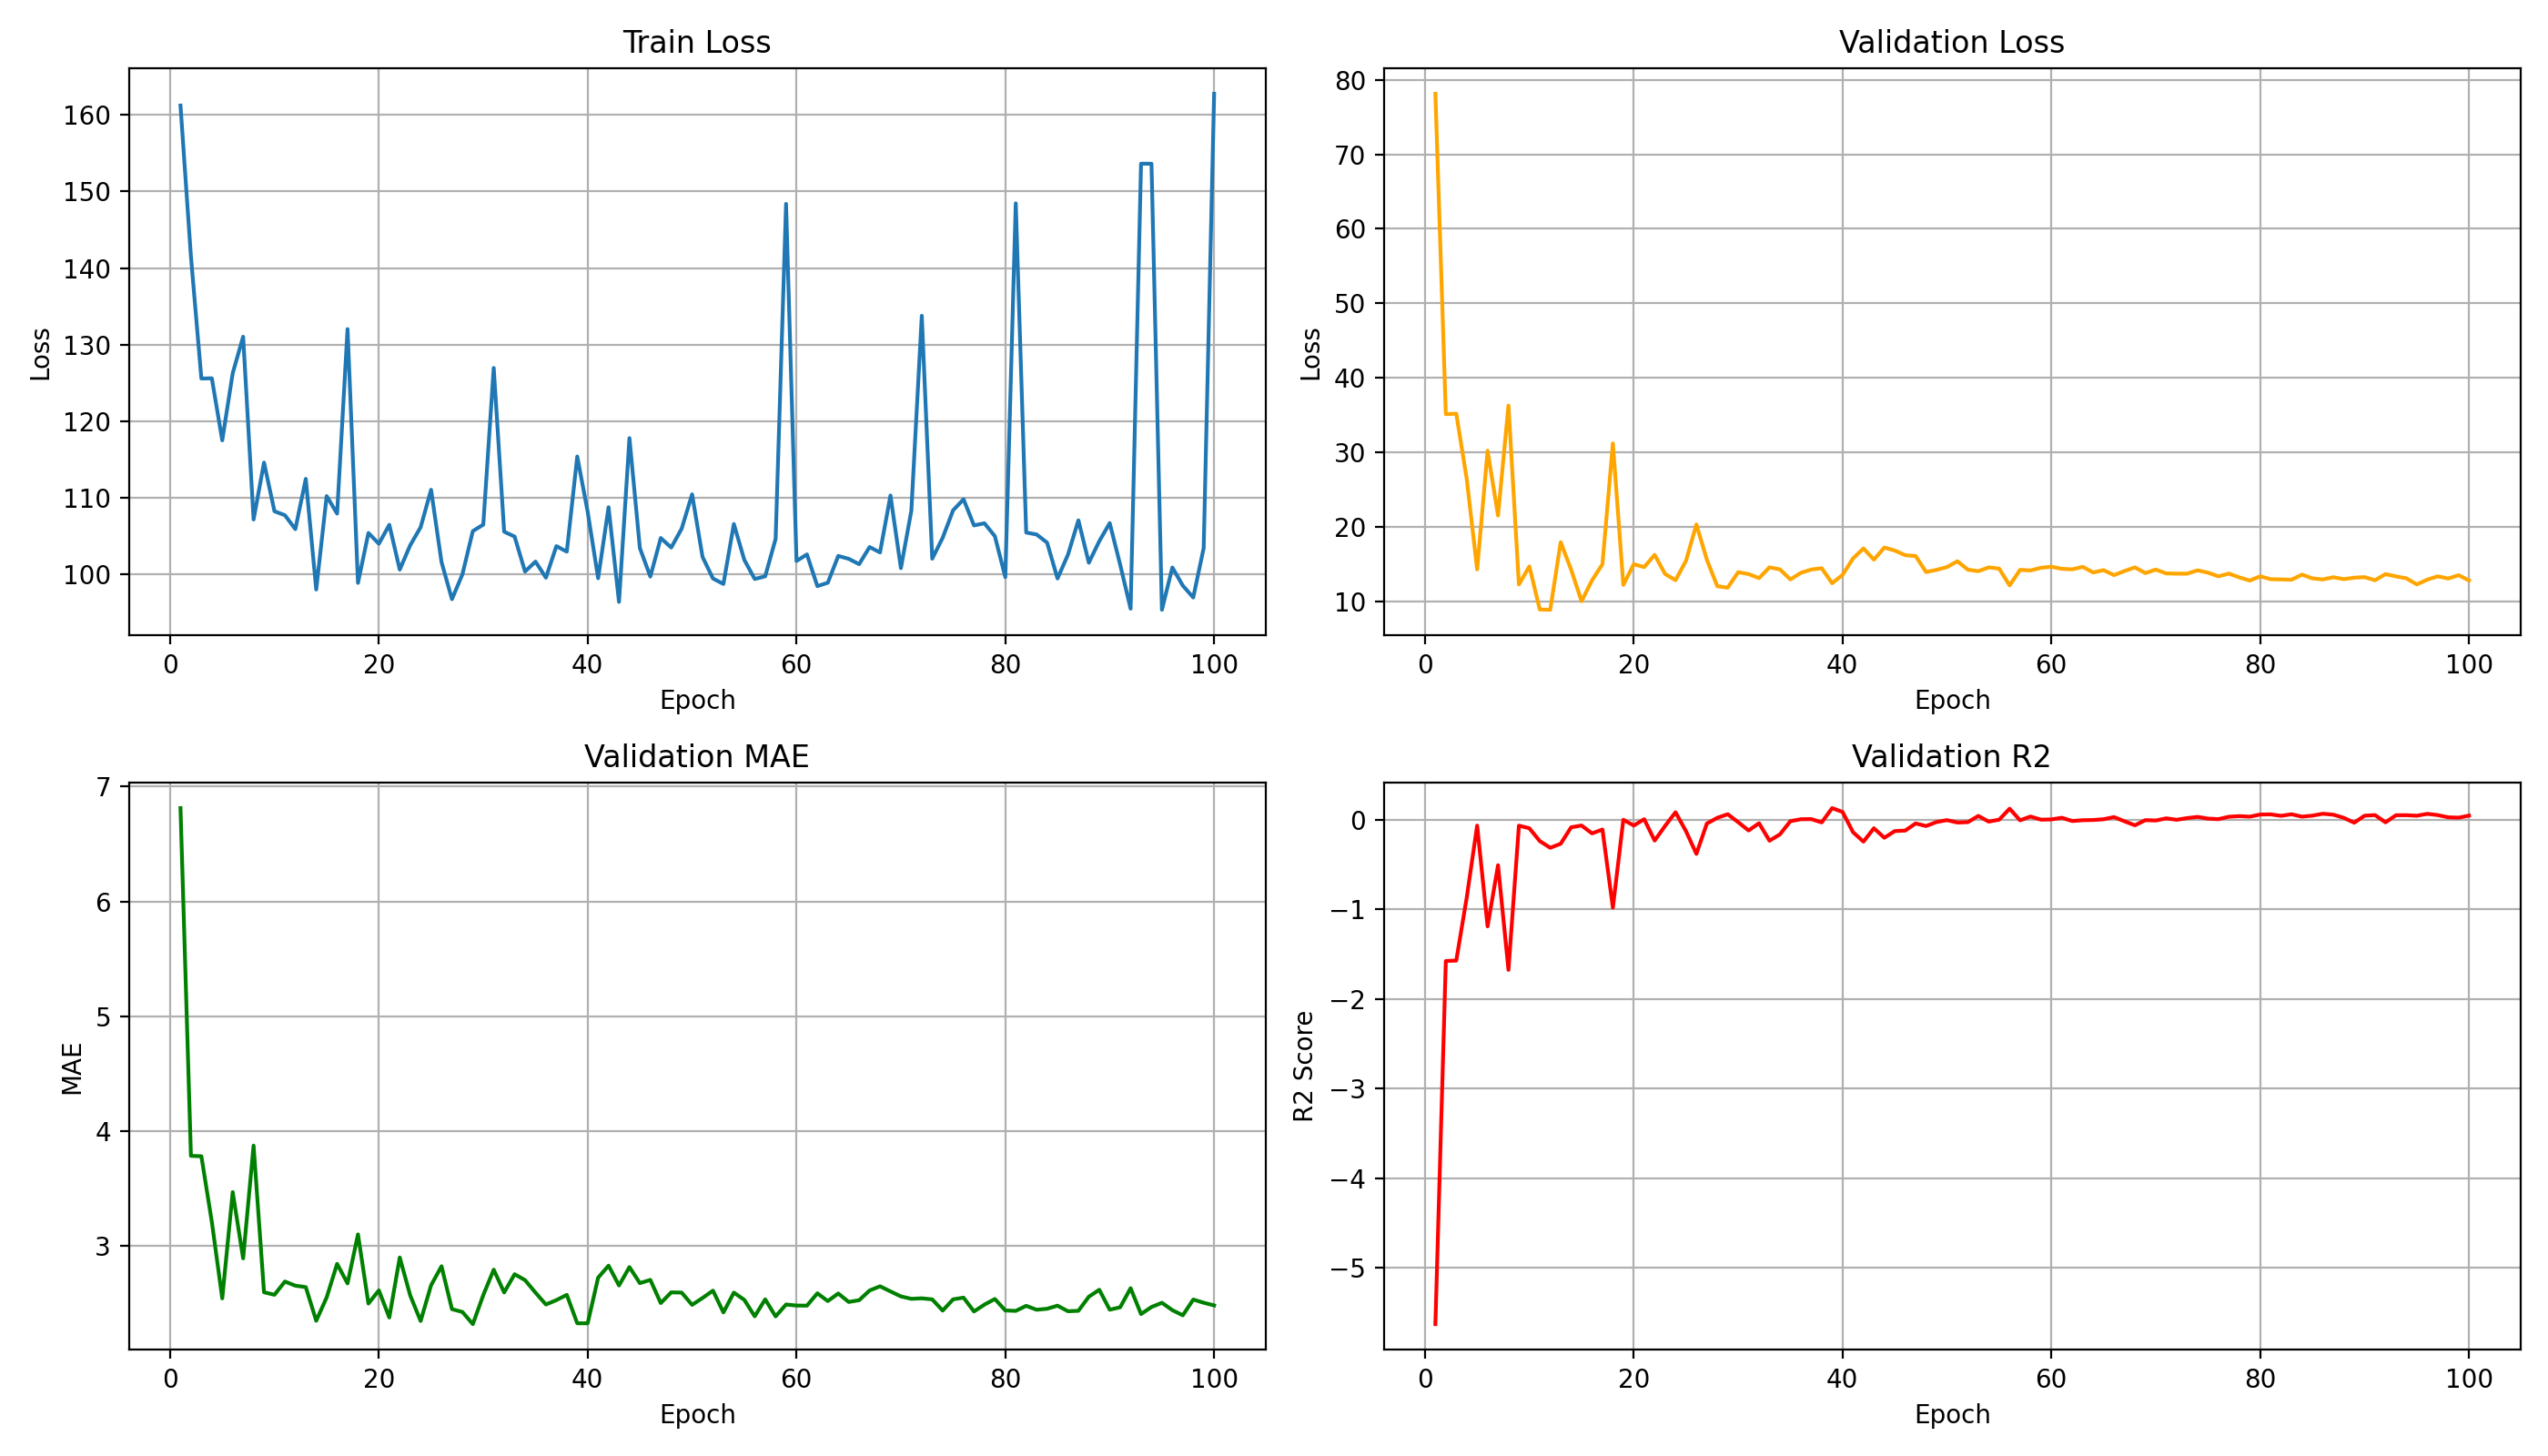 Train Loss
Loss
160
150
140
130
120
110
100
0 20 40 60 80 100
Epoch
Validation Loss
Loss
80
70
60
50
40
30
20
10
0 20 40 60 80 100
Epoch
Validation MAE
MAE
7
6
5
4
3
0 20 40 60 80 100
Epoch
Validation R2
R2 Score
0
−1
−2
−3
−4
−5
0 20 40 60 80 100
Epoch